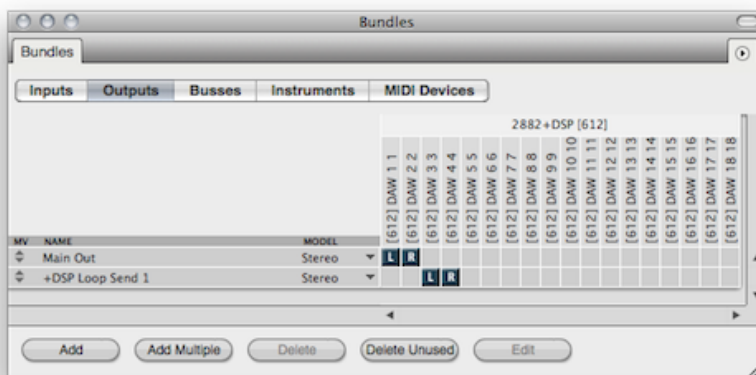 Bundles
Bundles
Inputs Outputs Busses Instruments MIDI Devices
2882+DSP [612]
[612] DAW 1 1
[612] DAW 2 2
[612] DAW 3 3
[612] DAW 4 4
[612] DAW 5 5
[612] DAW 6 6
[612] DAW 7 7
[612] DAW 8 8
[612] DAW 9 9
[612] DAW 10 10
[612] DAW 11 11
[612] DAW 12 12
[612] DAW 13 13
[612] DAW 14 14
[612] DAW 15 15
[612] DAW 16 16
[612] DAW 17 17
[612] DAW 18 18
MV NAME MODEL
Main Out Stereo L R
+DSP Loop Send 1 Stereo L R
Add Add Multiple Delete Delete Unused Edit